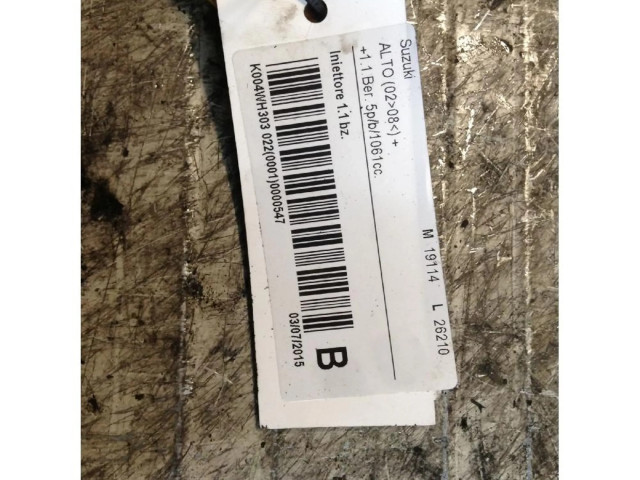 Suzuki
ALTO (02>08<) +
+1.1 Ber. 5p/b/1061cc.
M 19114 L 26210
Iniettore 1.1 bz.
K004WH303 022(0001)0000547
03/07/2015
B